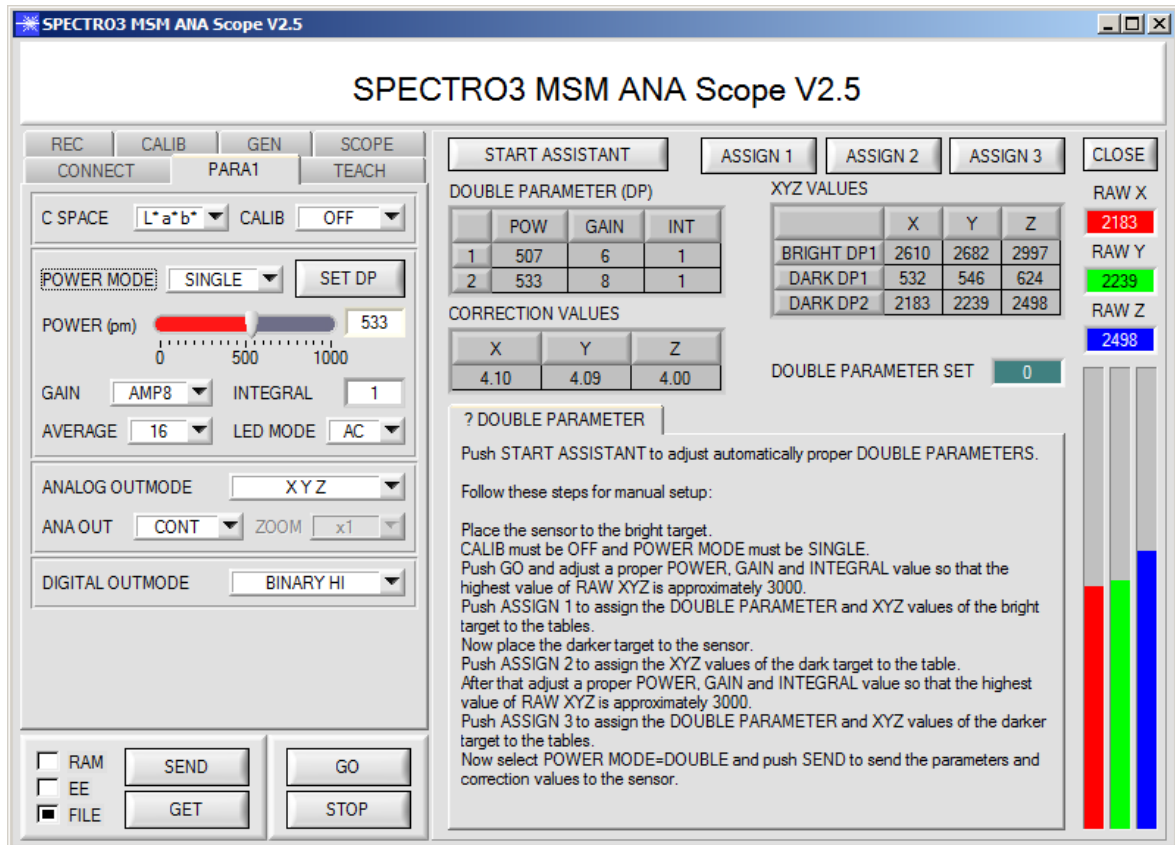 SPECTRO3 MSM ANA Scope V2.5
SPECTRO3 MSM ANA Scope V2.5
REC CALIB GEN SCOPE
CONNECT PARA1 TEACH
C SPACE L*a*b* CALIB OFF
POWER MODE SINGLE SET DP
POWER (pm) 533
0 500 1000
GAIN AMP8 INTEGRAL 1
AVERAGE 16 LED MODE AC
ANALOG OUTMODE X Y Z
ANA OUT CONT ZOOM x1
DIGITAL OUTMODE BINARY HI
RAM SEND GO
EE
FILE GET STOP
START ASSISTANT ASSIGN 1 ASSIGN 2 ASSIGN 3 CLOSE
DOUBLE PARAMETER (DP)
POW GAIN INT
1 507 6 1
2 533 8 1
CORRECTION VALUES
X Y Z
4.10 4.09 4.00
XYZ VALUES
X Y Z
BRIGHT DP1 2610 2682 2997
DARK DP1 532 546 624
DARK DP2 2183 2239 2498
DOUBLE PARAMETER SET 0
RAW X
2183
RAW Y
2239
RAW Z
2498
? DOUBLE PARAMETER
Push START ASSISTANT to adjust automatically proper DOUBLE PARAMETERS.
Follow these steps for manual setup:
Place the sensor to the bright target.
CALIB must be OFF and POWER MODE must be SINGLE.
Push GO and adjust a proper POWER, GAIN and INTEGRAL value so that the
highest value of RAW XYZ is approximately 3000.
Push ASSIGN 1 to assign the DOUBLE PARAMETER and XYZ values of the bright
target to the tables.
Now place the darker target to the sensor.
Push ASSIGN 2 to assign the XYZ values of the dark target to the table.
After that adjust a proper POWER, GAIN and INTEGRAL value so that the highest
value of RAW XYZ is approximately 3000.
Push ASSIGN 3 to assign the DOUBLE PARAMETER and XYZ values of the darker
target to the tables.
Now select POWER MODE=DOUBLE and push SEND to send the parameters and
correction values to the sensor.